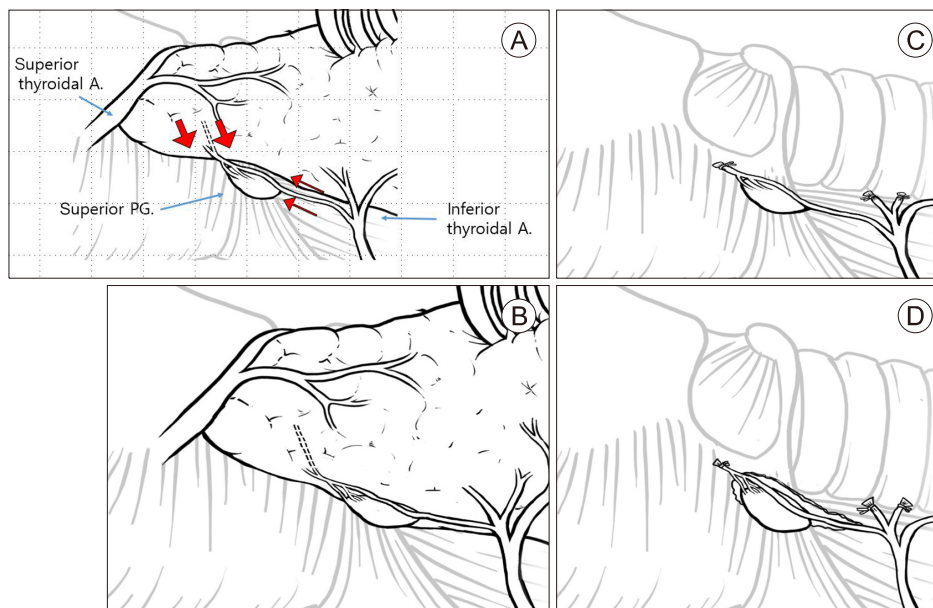 A
Superior
thyroidal A.
Superior PG.
Inferior
thyroidal A.
B
C
D